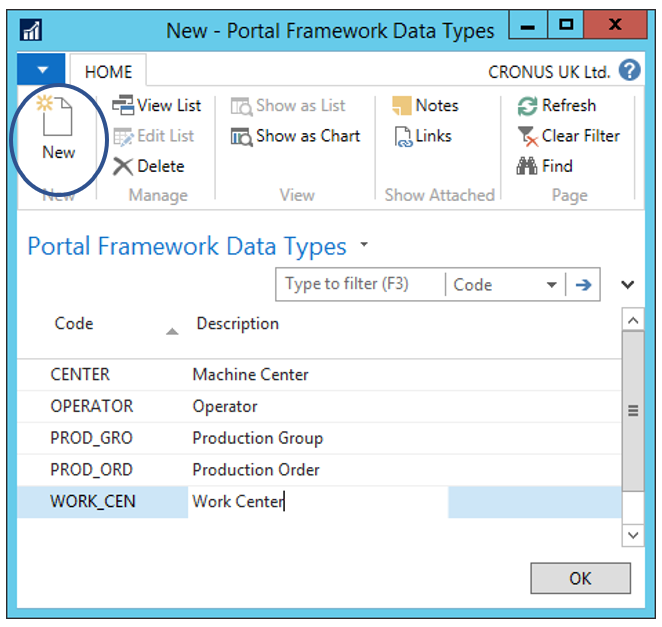 New - Portal Framework Data Types
HOME
CRONUS UK Ltd.
New
New
View List
Edit List
Delete
Manage
Show as List
Show as Chart
View
Notes
Links
Show Attached
Refresh
Clear Filter
Find
Page
Portal Framework Data Types
Type to filter (F3) Code
Code Description
CENTER Machine Center
OPERATOR Operator
PROD_GRO Production Group
PROD_ORD Production Order
WORK_CEN Work Center
OK